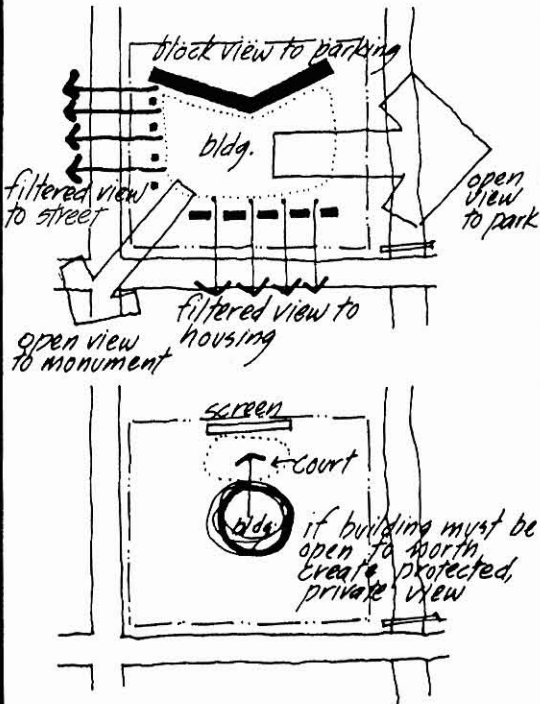 block view to parking
bldg.
filtered view
to street
open
view
to park
filtered view to
housing
open view
to monument
screen
court
bldg.
if building must be
open to north
create protected,
private view